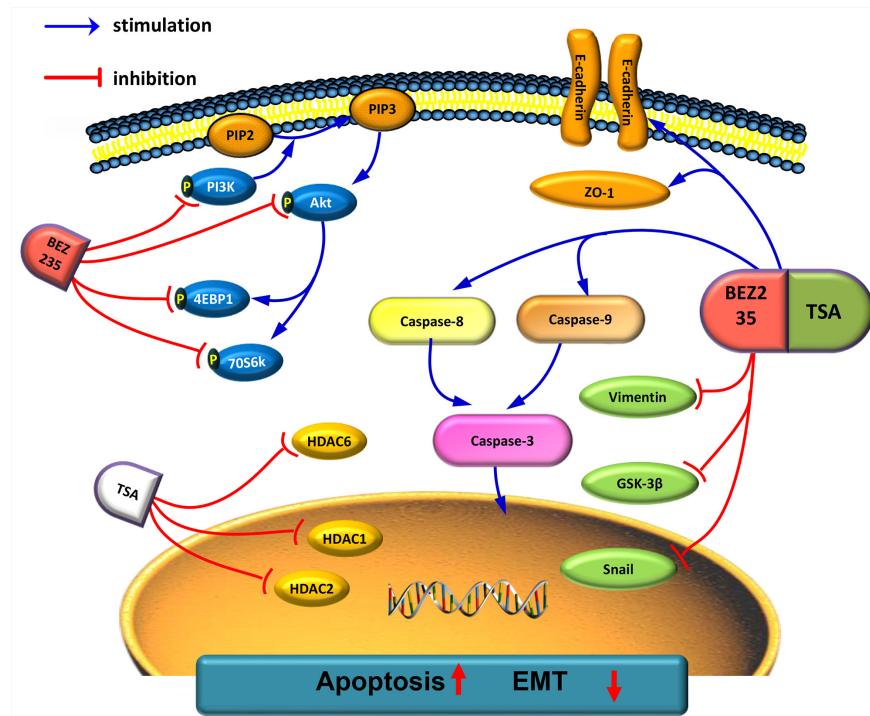 stimulation
inhibition
E-cadherin
E-cadherin
PIP2
PIP3
P
PI3K
P
Akt
ZO-1
BEZ
235
P
4EBP1
P
70S6k
Caspase-8
Caspase-9
BEZ2
35
TSA
Vimentin
HDAC6
Caspase-3
GSK-3β
TSA
HDAC1
HDAC2
Snail
Apoptosis EMT